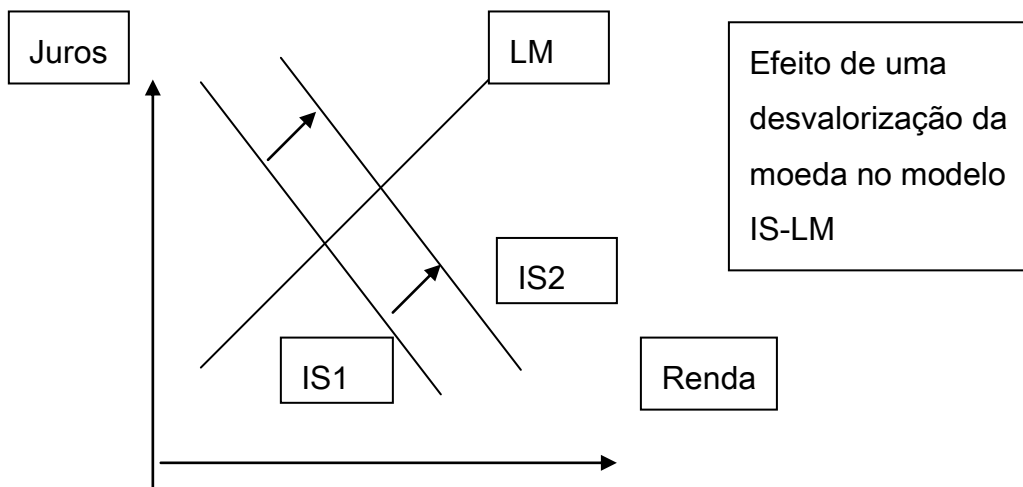 Juros
LM
Efeito de uma
desvalorização da
moeda no modelo
IS-LM
IS2
IS1
Renda